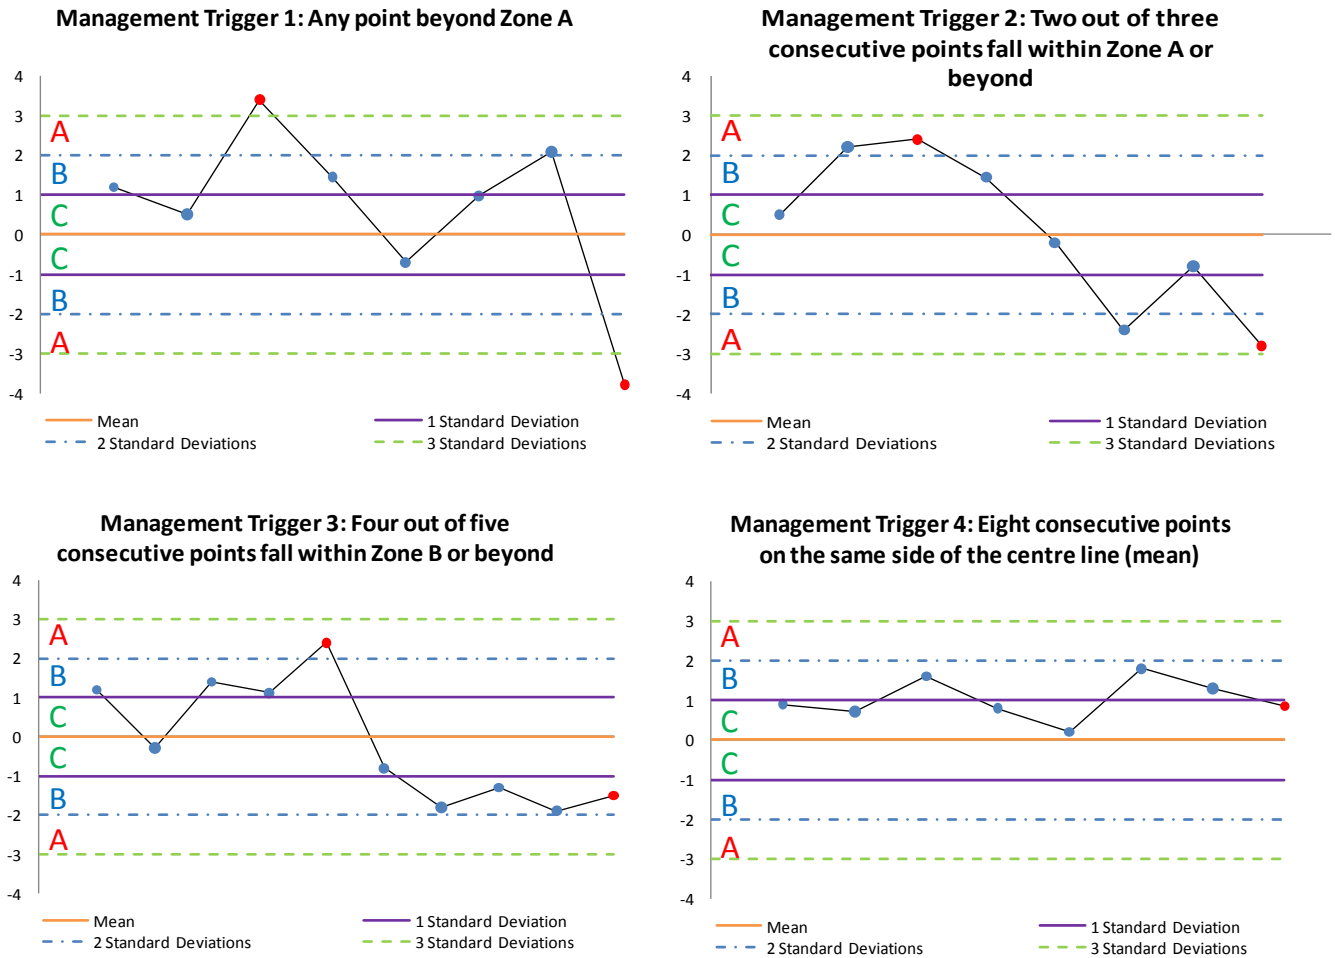 Management Trigger 1: Any point beyond Zone A
4
3
A
2
B
1
C
0
C
-1
B
-2
A
-3
-4
Mean
1 Standard Deviation
2 Standard Deviations
3 Standard Deviations
Management Trigger 2: Two out of three
consecutive points fall within Zone A or
beyond
4
3
A
2
B
1
C
0
C
-1
B
-2
A
-3
-4
Mean
1 Standard Deviation
2 Standard Deviations
3 Standard Deviations
Management Trigger 3: Four out of five
consecutive points fall within Zone B or beyond
4
3
A
2
B
1
C
0
C
-1
B
-2
A
-3
-4
Mean
1 Standard Deviation
2 Standard Deviations
3 Standard Deviations
Management Trigger 4: Eight consecutive points
on the same side of the centre line (mean)
4
3
A
2
B
1
C
0
C
-1
B
-2
A
-3
-4
Mean
1 Standard Deviation
2 Standard Deviations
3 Standard Deviations